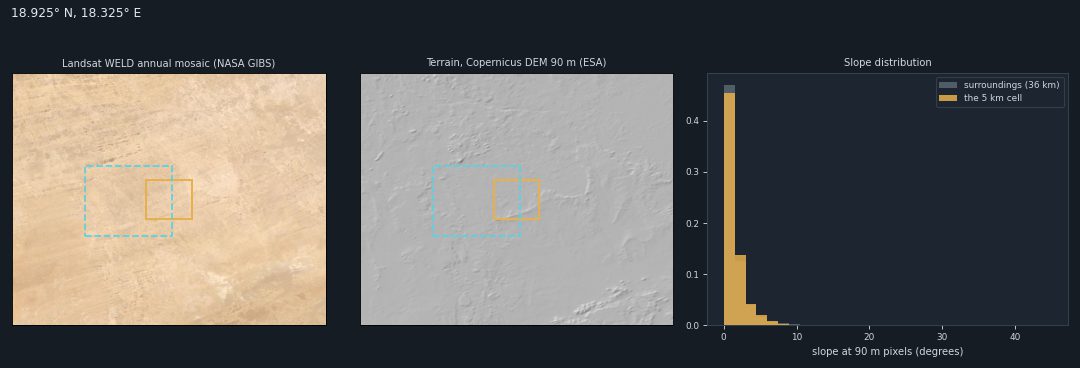 18.925° N, 18.325° E
Landsat WELD annual mosaic (NASA GIBS)
Terrain, Copernicus DEM 90 m (ESA)
Slope distribution
surroundings (36 km)
the 5 km cell
0.4
0.3
0.2
0.1
0.0
0 10 20 30 40
slope at 90 m pixels (degrees)